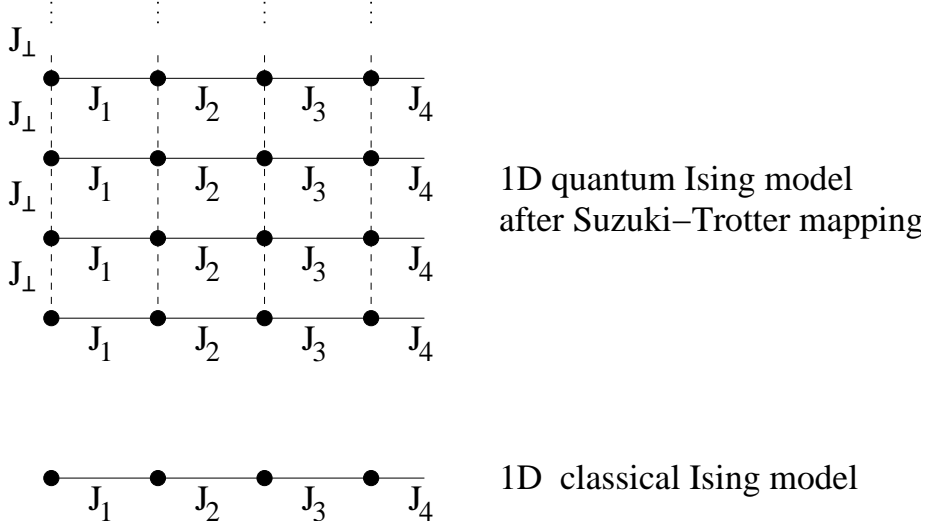 J⊥
J1 J2 J3 J4
J⊥
J1 J2 J3 J4
J⊥
J1 J2 J3 J4
J⊥
J1 J2 J3 J4
1D quantum Ising model
after Suzuki−Trotter mapping
J1 J2 J3 J4
1D classical Ising model